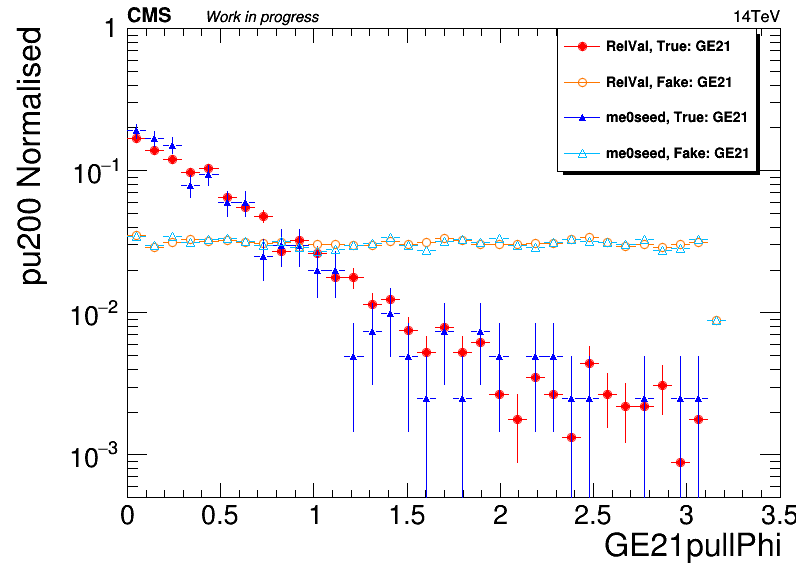 CMS Work in progress 14TeV
pu200 Normalised
RelVal, True: GE21
RelVal, Fake: GE21
me0seed, True: GE21
me0seed, Fake: GE21
1
10⁻¹
10⁻²
10⁻³
0 0.5 1 1.5 2 2.5 3 3.5
GE21pullPhi